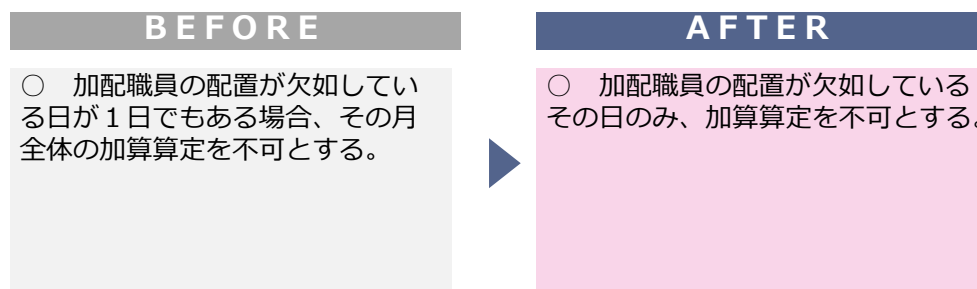 BEFORE
AFTER
○　加配職員の配置が欠如してい
る日が１日でもある場合、その月
全体の加算算定を不可とする。
○　加配職員の配置が欠如している
その日のみ、加算算定を不可とする。